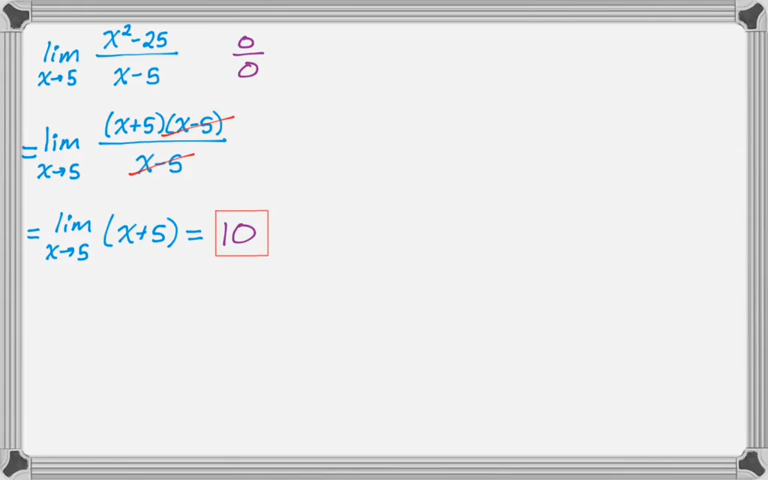 lim x→5 (x²-25)/(x-5) 0/0
= lim x→5 ((x+5)(x-5))/(x-5)
= lim x→5 (x+5) = 10